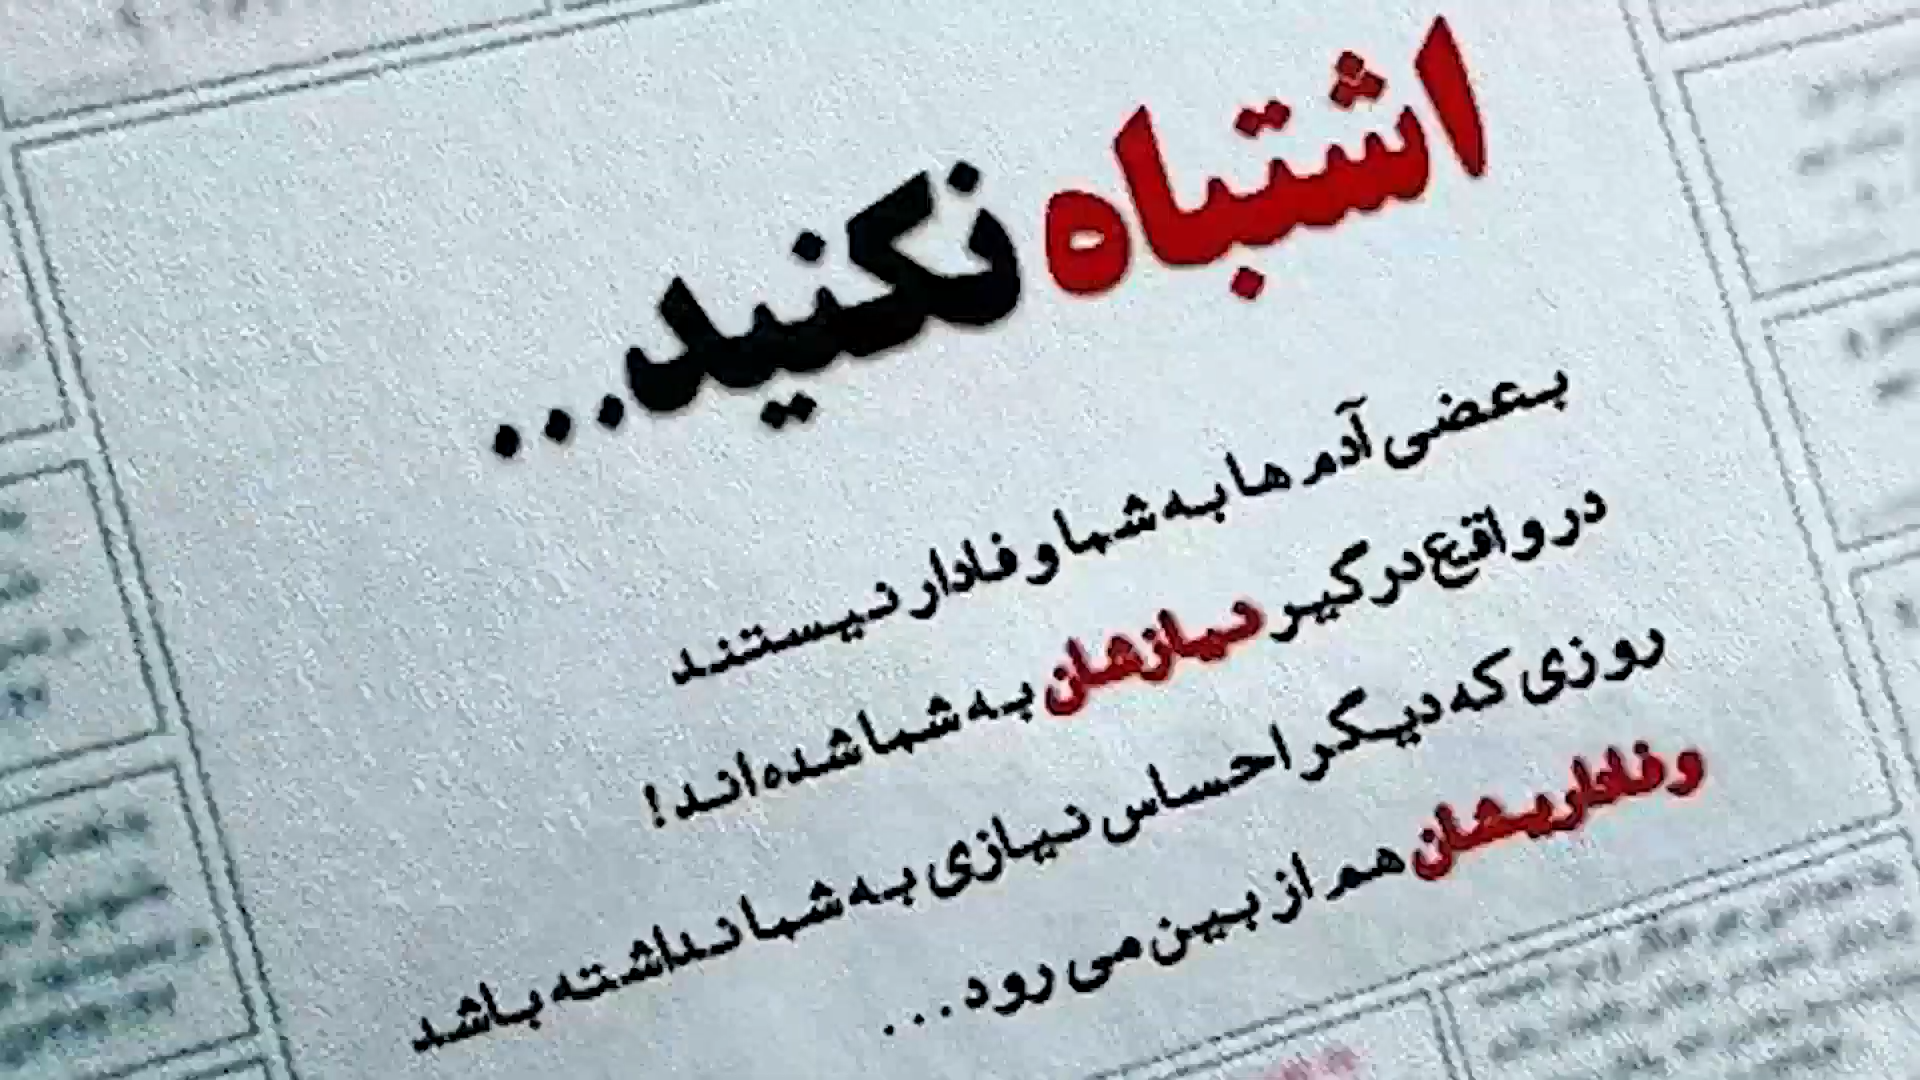 اشتباه نکنید...
بعضی آدم ها به شما وفادار نیستند
در واقع درگیر نیازشان به شما شده اند!
روزی که دیگر احساس نیازی به شما نداشته باشد
وفاداریشان هم از بین می رود...